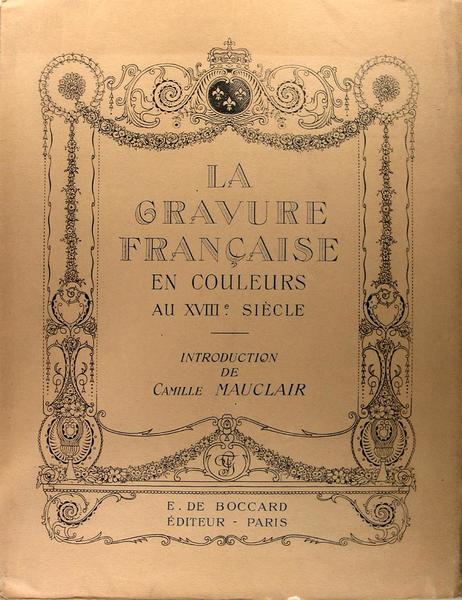 LA
GRAVURE
FRANÇAISE
EN COULEURS
AU XVIIIe. SIÈCLE
INTRODUCTION
DE
CAMILLE MAUCLAIR
E. DE BOCCARD
ÉDITEUR - PARIS